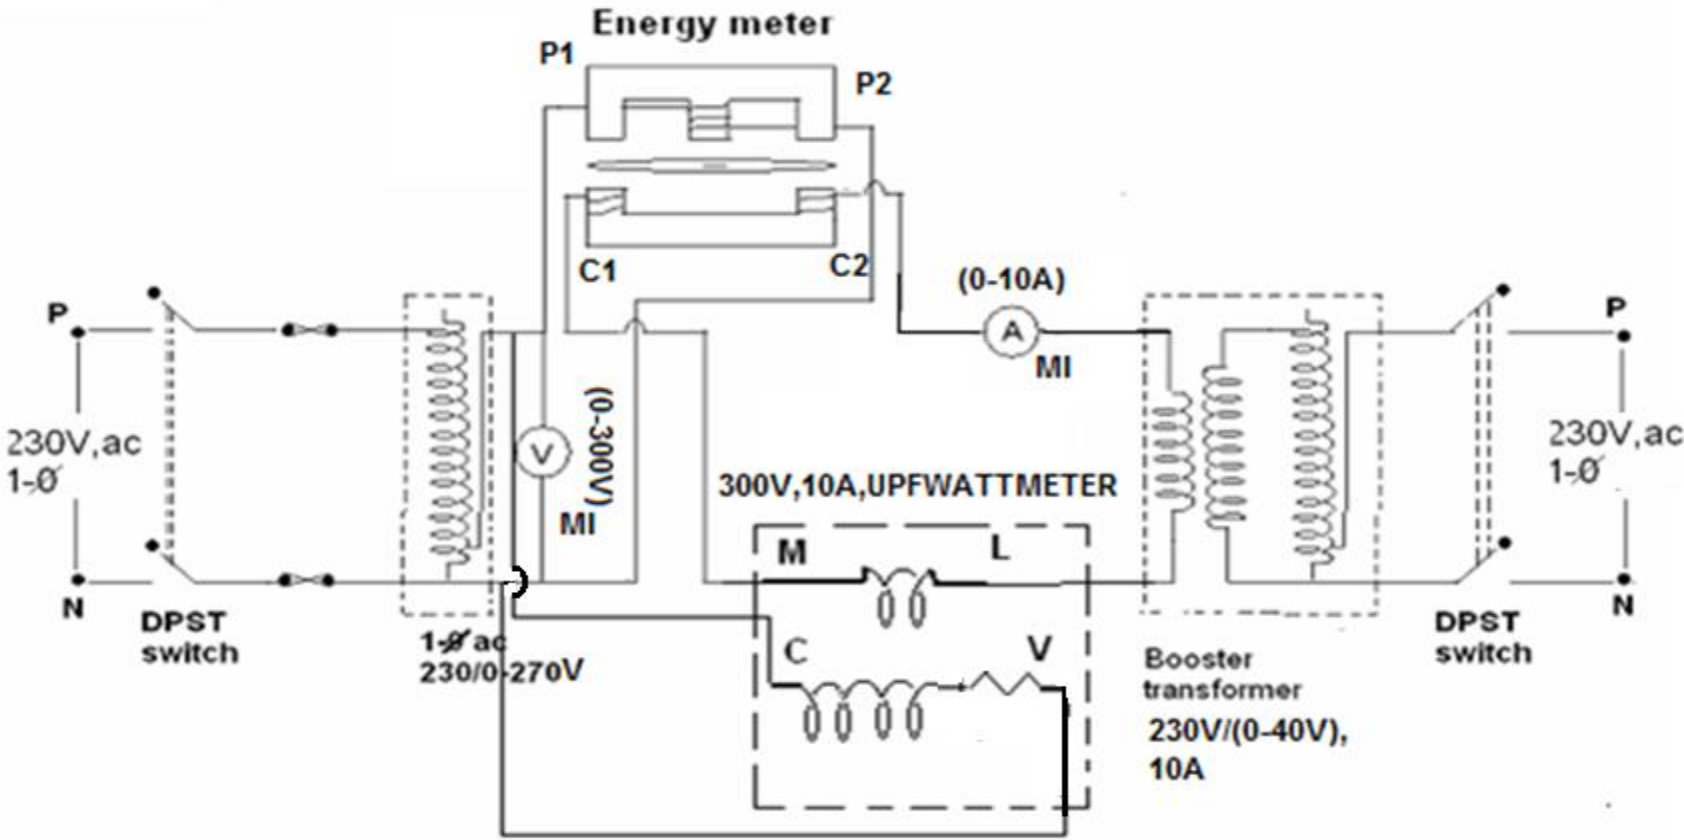 Energy meter
P1
P2
C1
C2
(0-10A)
A
MI
P
230V,ac
1-Ø
N
DPST
switch
1-Ø ac
230/0-270V
V
(0-300V)
MI
300V,10A,UPFWATTMETER
M
L
C
V
Booster
transformer
230V/(0-40V),
10A
P
230V,ac
1-Ø
N
DPST
switch